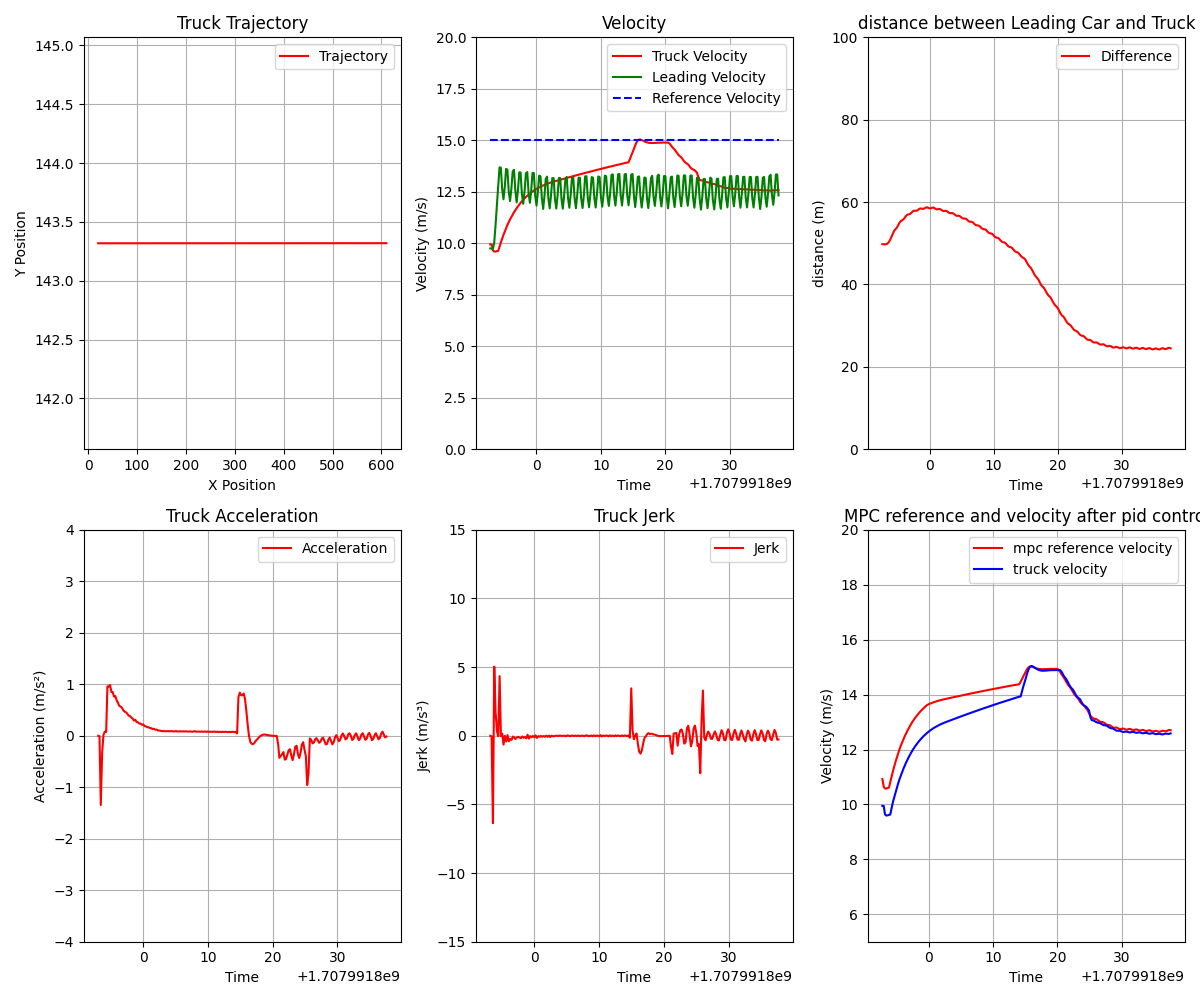 Truck Trajectory
Trajectory
145.0
144.5
144.0
143.5
143.0
142.5
142.0
Y Position
0 100 200 300 400 500 600
X Position
Velocity
Truck Velocity
Leading Velocity
Reference Velocity
20.0
17.5
15.0
12.5
10.0
7.5
5.0
2.5
0.0
Velocity (m/s)
0 10 20 30
Time
+1.7079918e9
distance between Leading Car and Truck
Difference
100
80
60
40
20
0
distance (m)
0 10 20 30
Time
+1.7079918e9
Truck Acceleration
Acceleration
4
3
2
1
0
−1
−2
−3
−4
Acceleration (m/s²)
0 10 20 30
Time
+1.7079918e9
Truck Jerk
Jerk
15
10
5
0
−5
−10
−15
Jerk (m/s³)
0 10 20 30
Time
+1.7079918e9
MPC reference and velocity after pid contro
mpc reference velocity
truck velocity
20
18
16
14
12
10
8
6
Velocity (m/s)
0 10 20 30
Time
+1.7079918e9